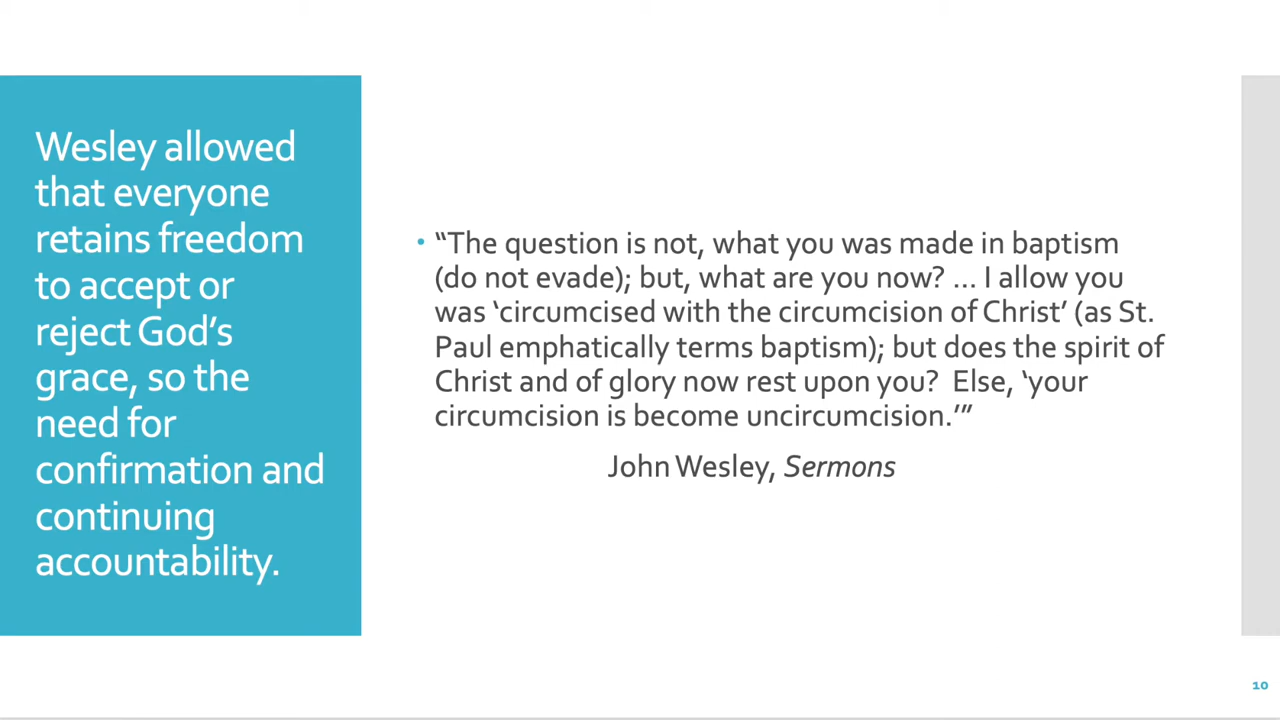 Wesley allowed
that everyone
retains freedom
to accept or
reject God’s
grace, so the
need for
confirmation and
continuing
accountability.
• “The question is not, what you was made in baptism
(do not evade); but, what are you now? … I allow you
was ‘circumcised with the circumcision of Christ’ (as St.
Paul emphatically terms baptism); but does the spirit of
Christ and of glory now rest upon you?  Else, ‘your
circumcision is become uncircumcision.’”
John Wesley, Sermons
10